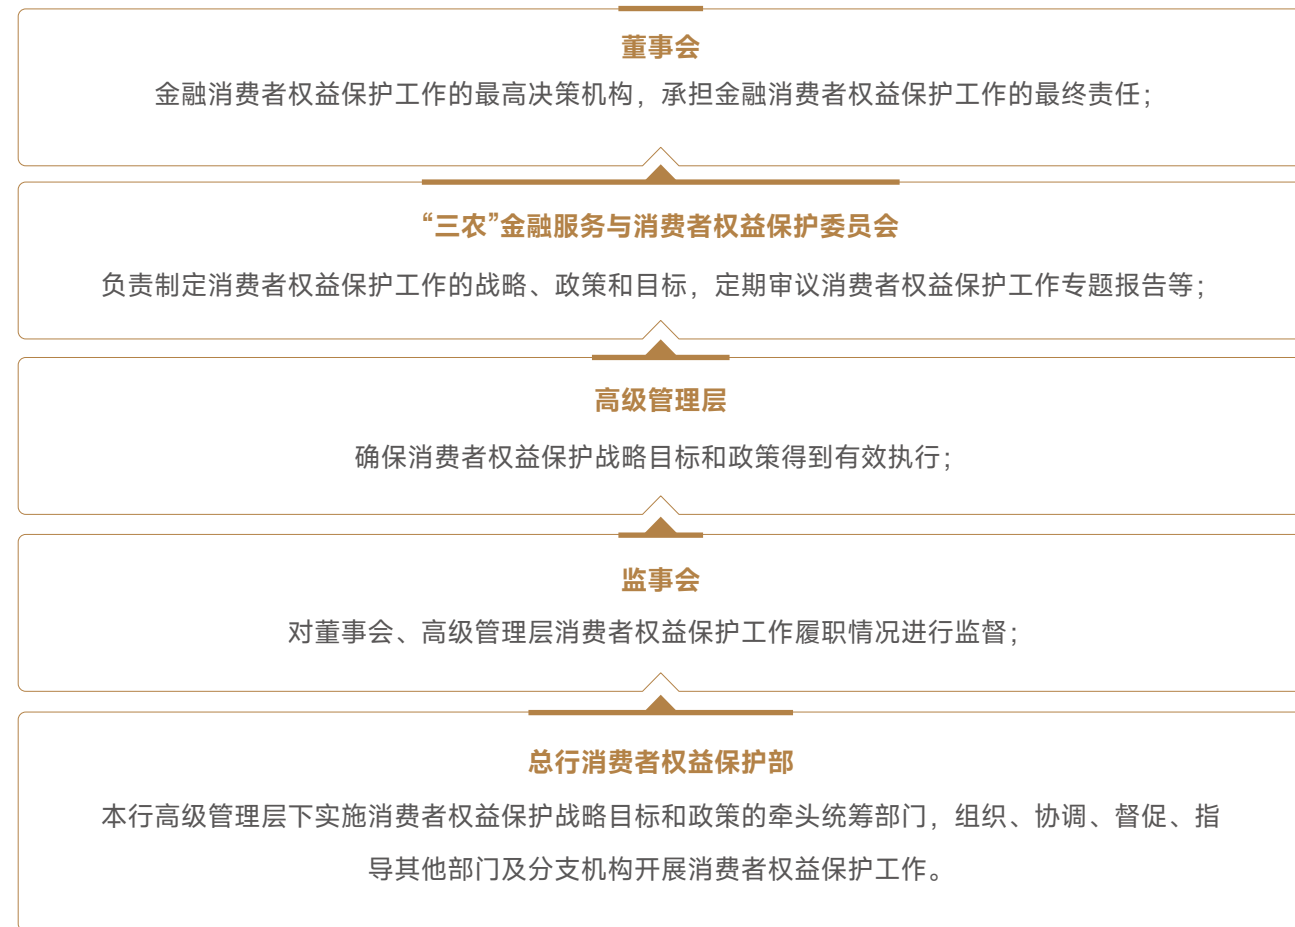 董事会
金融消费者权益保护工作的最高决策机构，承担金融消费者权益保护工作的最终责任；
“三农”金融服务与消费者权益保护委员会
负责制定消费者权益保护工作的战略、政策和目标，定期审议消费者权益保护工作专题报告等；
高级管理层
确保消费者权益保护战略目标和政策得到有效执行；
监事会
对董事会、高级管理层消费者权益保护工作履职情况进行监督；
总行消费者权益保护部
本行高级管理层下实施消费者权益保护战略目标和政策的牵头统筹部门，组织、协调、督促、指
导其他部门及分支机构开展消费者权益保护工作。